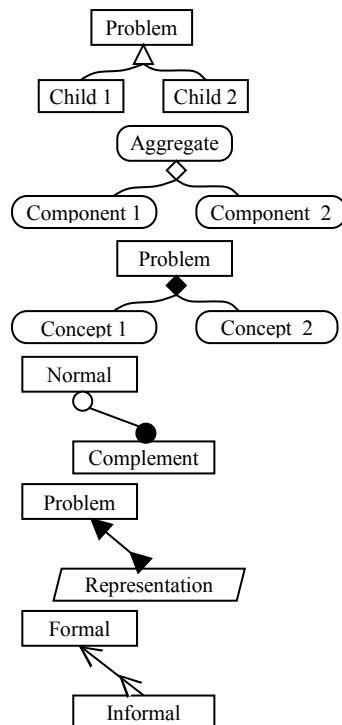 Problem
Child 1 Child 2
Aggregate
Component 1 Component 2
Problem
Concept 1 Concept 2
Normal
Complement
Problem
Representation
Formal
Informal